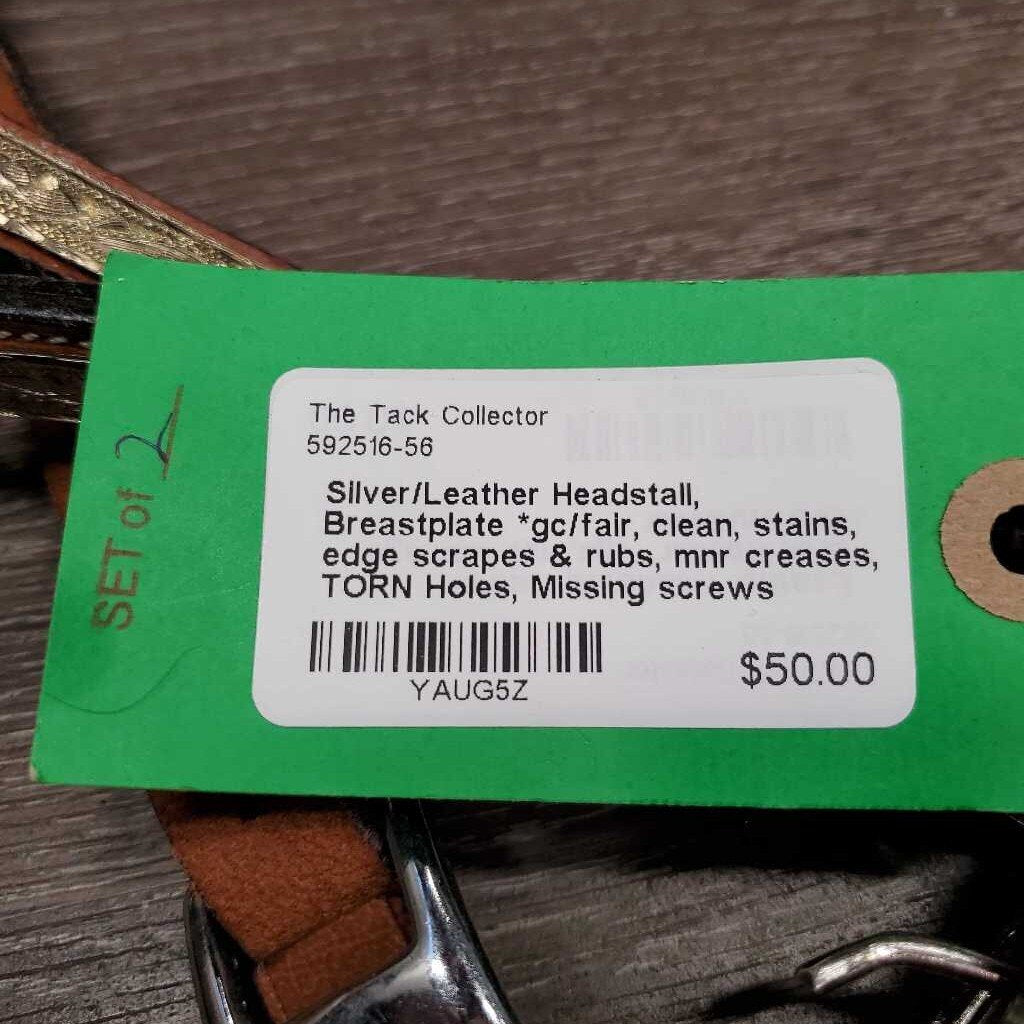 The Tack Collector
592516-56
Silver/Leather Headstall,
Breastplate *gc/fair, clean, stains,
edge scrapes & rubs, mnr creases,
TORN Holes, Missing screws
YAUG5Z
$50.00
SET of 2